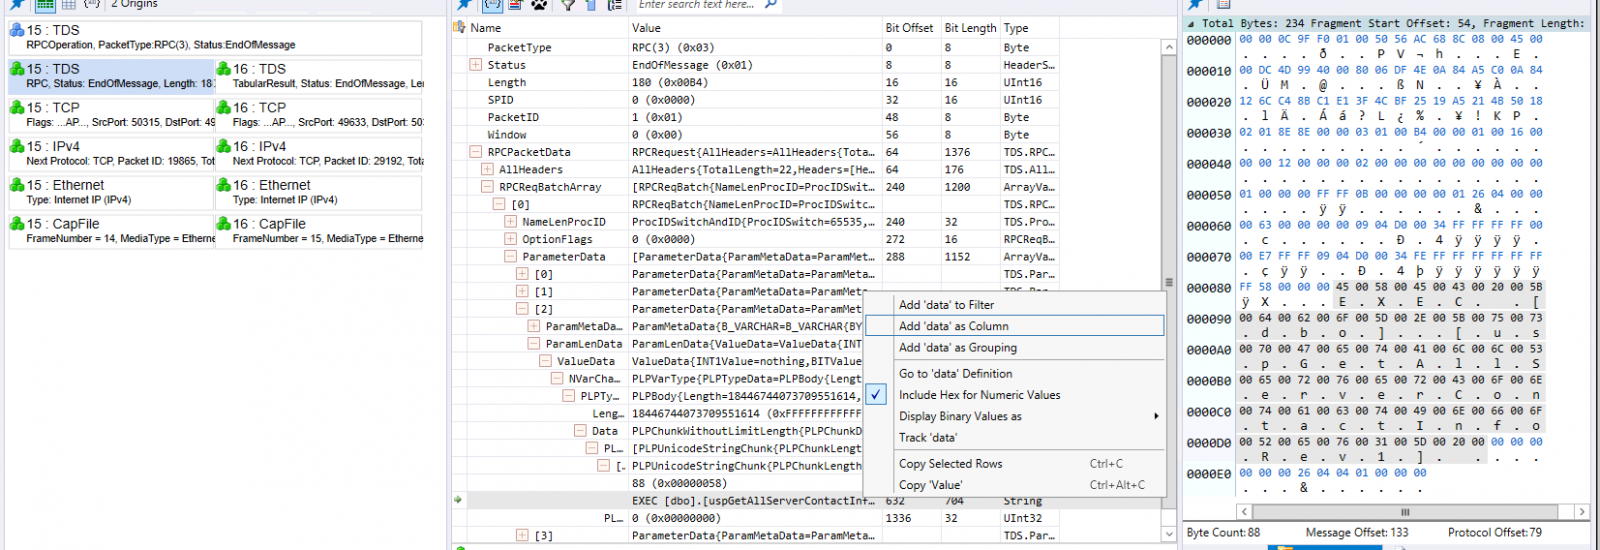 2 Origins
15 : TDS
RPCOperation, PacketType:RPC(3), Status:EndOfMessage
15 : TDS
RPC, Status: EndOfMessage, Length: 18
16 : TDS
TabularResult, Status: EndOfMessage, Le
15 : TCP
Flags: ...AP..., SrcPort: 50315, DstPort: 49
16 : TCP
Flags: ...AP..., SrcPort: 49633, DstPort: 503
15 : IPv4
Next Protocol: TCP, Packet ID: 19865, Tot
16 : IPv4
Next Protocol: TCP, Packet ID: 29192, Tota
15 : Ethernet
Type: Internet IP (IPv4)
16 : Ethernet
Type: Internet IP (IPv4)
15 : CapFile
FrameNumber = 14, MediaType = Etherne
16 : CapFile
FrameNumber = 15, MediaType = Etherne
Enter search text here...
Name Value Bit Offset Bit Length Type
PacketType RPC(3) (0x03) 0 8 Byte
Status EndOfMessage (0x01) 8 8 HeaderS...
Length 180 (0x00B4) 16 16 UInt16
SPID 0 (0x0000) 32 16 UInt16
PacketID 1 (0x01) 48 8 Byte
Window 0 (0x00) 56 8 Byte
RPCPacketData RPCRequest{AllHeaders=AllHeaders{Tota... 64 1376 TDS.RPC...
AllHeaders AllHeaders{TotalLength=22,Headers=[He... 64 176 TDS.All...
RPCReqBatchArray [RPCReqBatch{NameLenProcID=ProcIDSwit... 240 1200 ArrayVa...
[0] RPCReqBatch{NameLenProcID=ProcIDSwitc... TDS.RPC...
NameLenProcID ProcIDSwitchAndID{ProcIDSwitch=65535,... 240 32 TDS.Pro...
OptionFlags 0 (0x0000) 272 16 RPCReqB...
ParameterData [ParameterData{ParamMetaData=ParamMet... 288 1152 ArrayVa...
[0] ParameterData{ParamMetaData=ParamMeta... TDS.Par...
[1] ParameterData{ParamMetaData=ParamMeta
[2] ParameterData{ParamMetaData=ParamMeta
ParamMetaDa... ParamMetaData{B_VARCHAR=B_VARCHAR{BY
ParamLenData ParamLenData{ValueData=ValueData{INT
ValueData ValueData{INT1Value=nothing,BITValue
NVarCha... PLPVarType{PLPTypeData=PLPBody{Lengt
PLPTy... PLPBody{Length=18446744073709551614,
Leng... 18446744073709551614 (0xFFFFFFFFFFFF
Data PLPChunkWithoutLimitLength{PLPChunkD
PL... [PLPUnicodeStringChunk{PLPChunkLengt
[. PLPUnicodeStringChunk{PLPChunkLength
88 (0x00000058)
EXEC [dbo].[uspGetAllServerContactInf... 632 704 String
PL... 0 (0x00000000) 1336 32 UInt32
[3] ParameterData{ParamMetaData=ParamMeta... TDS.Par...
Add 'data' to Filter
Add 'data' as Column
Add 'data' as Grouping
Go to 'data' Definition
Include Hex for Numeric Values
Display Binary Values as
Track 'data'
Copy Selected Rows Ctrl+C
Copy 'Value' Ctrl+Alt+C
Total Bytes: 234 Fragment Start Offset: 54, Fragment Length:
000000 00 00 0C 9F F0 01 00 50 56 AC 68 8C 08 00 45 00
. . . . ð . . P V ¬ h . . . E .
000010 00 DC 4D 99 40 00 80 06 DF 4E 0A 84 A5 C0 0A 84
. Ü M . @ . . . ß N . . ¥ À . .
000020 12 6C C4 8B C1 E1 3F 4C BF 25 19 A5 21 4B 50 18
. l Ä . Á á ? L ¿ % . ¥ ! K P .
000030 02 01 8E 8E 00 00 03 01 00 B4 00 00 01 00 16 00
. . . . . . . . . ´ . . . . . .
000040 00 00 12 00 00 00 02 00 00 00 00 00 00 00 00 00
. . . . . . . . . . . . . . . .
000050 01 00 00 00 FF FF 0B 00 00 00 00 01 26 04 00 00
. . . . ÿ ÿ . . . . . . & . . .
000060 00 63 00 00 00 00 09 04 D0 00 34 FF FF FF FF 00
. c . . . . . . Ð . 4 ÿ ÿ ÿ ÿ .
000070 00 E7 FF FF 09 04 D0 00 34 FE FF FF FF FF FF FF
. ç ÿ ÿ . . Ð . 4 þ ÿ ÿ ÿ ÿ ÿ ÿ
000080 FF 58 00 00 00 45 00 58 00 45 00 43 00 20 00 5B
ÿ X . . . E . X . E . C . . [
000090 00 64 00 62 00 6F 00 5D 00 2E 00 5B 00 75 00 73
. d . b . o . ] . . . [ . u . s
0000A0 00 70 00 47 00 65 00 74 00 41 00 6C 00 6C 00 53
. p . G . e . t . A . l . l . S
0000B0 00 65 00 72 00 76 00 65 00 72 00 43 00 6F 00 6E
. e . r . v . e . r . C . o . n
0000C0 00 74 00 61 00 63 00 74 00 49 00 6E 00 66 00 6F
. t . a . c . t . I . n . f . o
0000D0 00 52 00 65 00 76 00 31 00 5D 00 20 00 00 00 00
. R . e . v . 1 . ] . . . . .
0000E0 00 00 00 26 04 04 01 00 00 00
. . . & . . . . . .
Byte Count:88 Message Offset:133 Protocol Offset:79